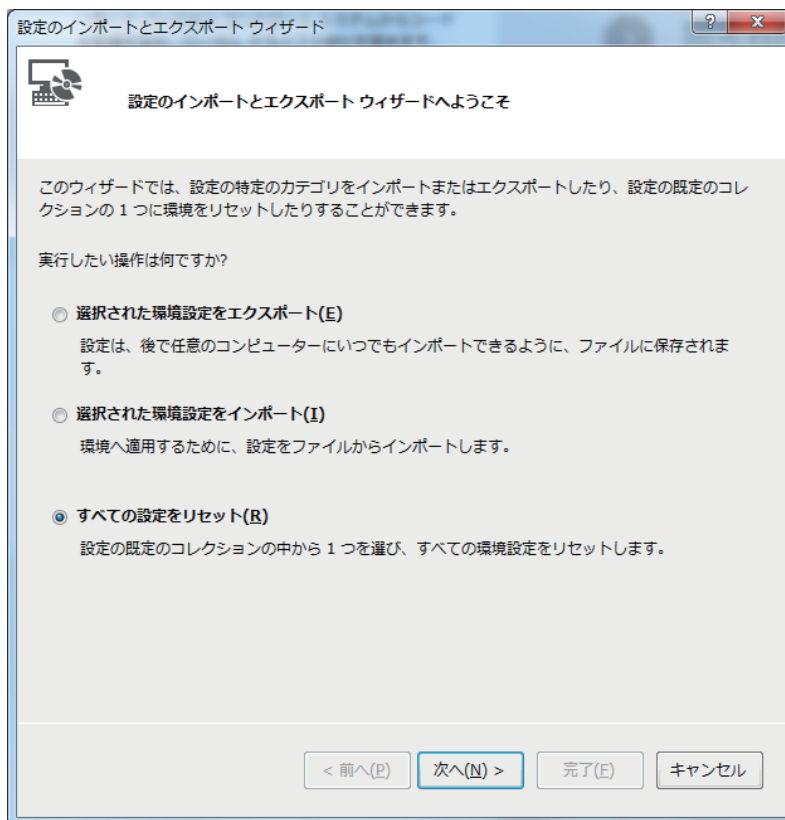 設定のインポートとエクスポート ウィザード
?
設定のインポートとエクスポート ウィザードへようこそ
このウィザードでは、設定の特定のカテゴリをインポートまたはエクスポートしたり、設定の既定のコレ
クションの 1 つに環境をリセットしたりすることができます。
実行したい操作は何ですか?
選択された環境設定をエクスポート(E)
設定は、後で任意のコンピューターにいつでもインポートできるように、ファイルに保存されま
す。
選択された環境設定をインポート(I)
環境へ適用するために、設定をファイルからインポートします。
すべての設定をリセット(R)
設定の既定のコレクションの中から 1 つを選び、すべての環境設定をリセットします。
< 前へ(P) 次へ(N) > 完了(F) キャンセル